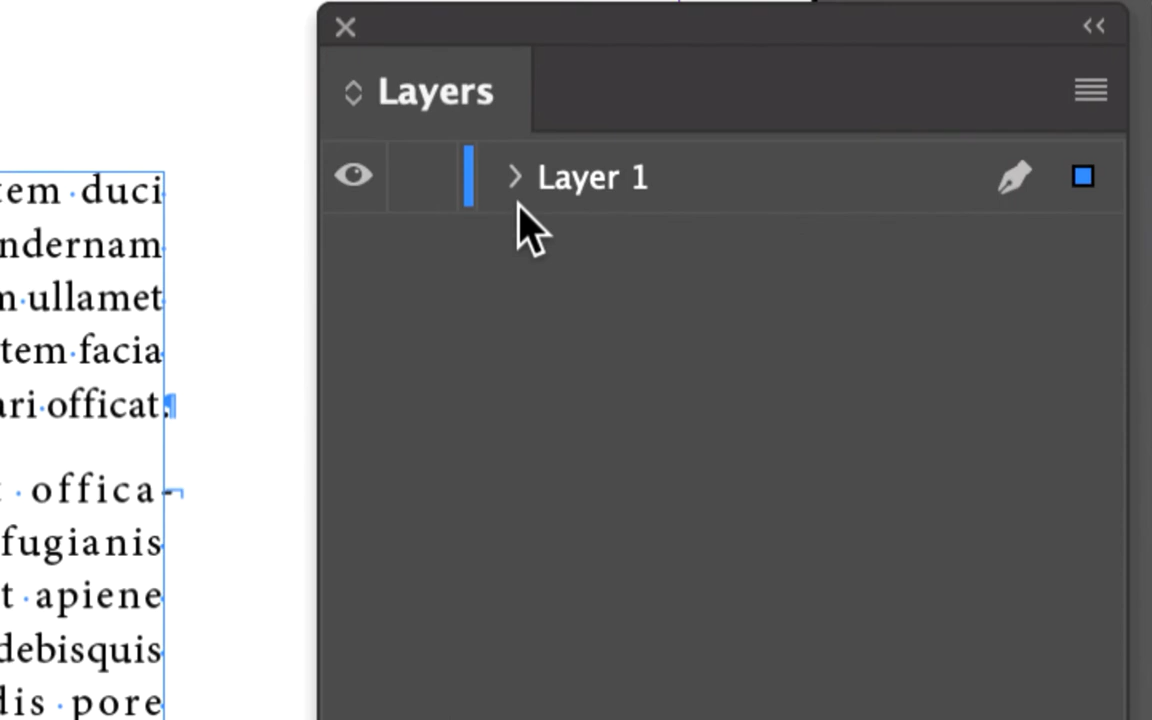 Layers
Layer 1
tem duci
ndernam
m ullamet
tem facia
ari officat.¶
offica-
fugianis
t apiene
debisquis
dis pore